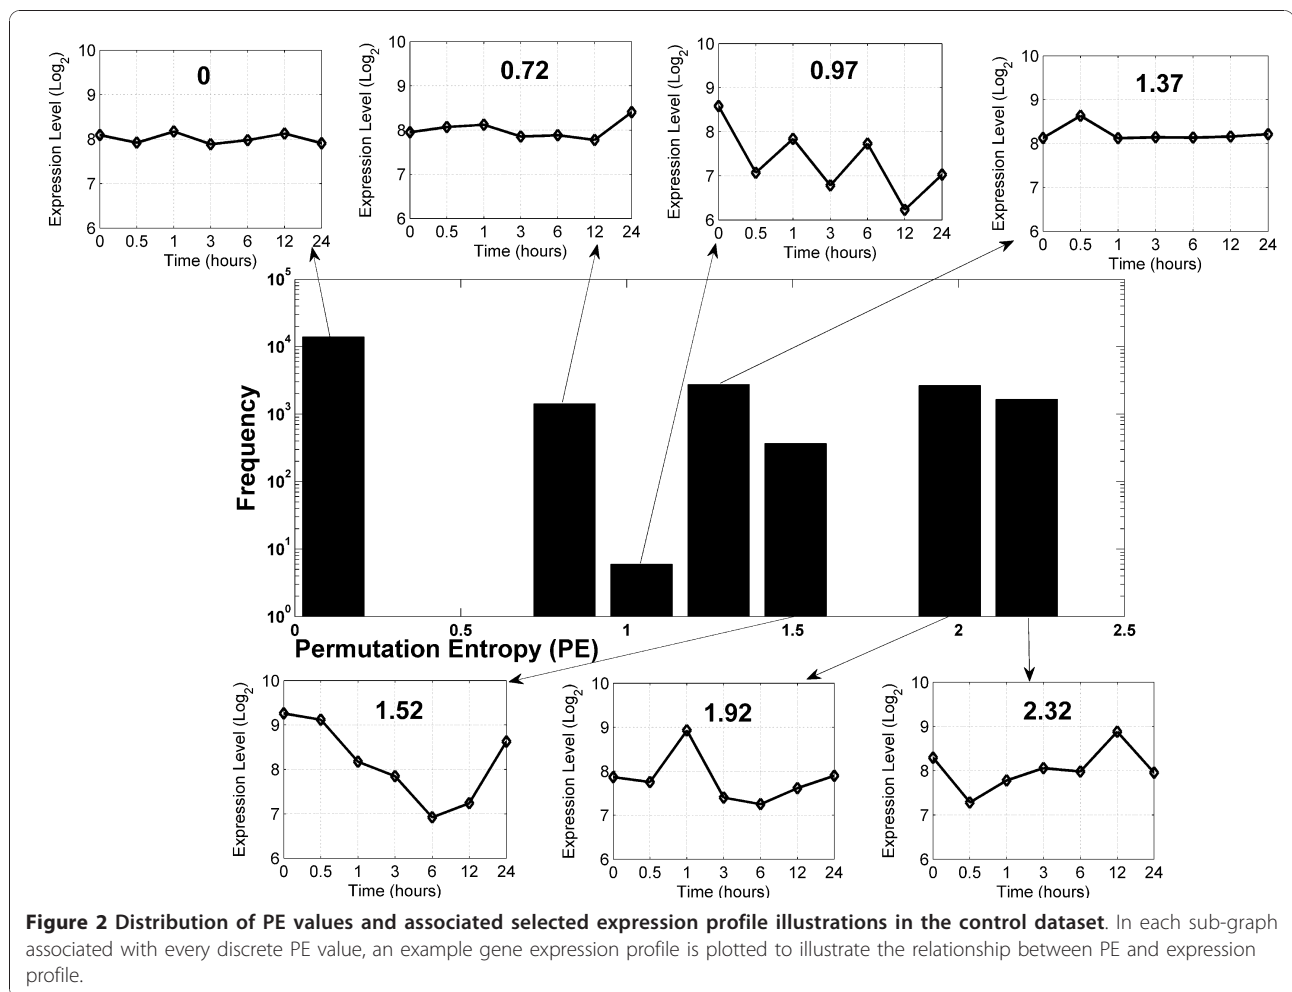 0
Expression Level (Log2)
10
9
8
7
6
0 0.5 1 3 6 12 24
Time (hours)
0.72
Expression Level (Log2)
10
9
8
7
6
0 0.5 1 3 6 12 24
Time (hours)
0.97
Expression Level (Log2)
10
9
8
7
6
0 0.5 1 3 6 12 24
Time (hours)
1.37
Expression Level (Log2)
10
9
8
7
6
0 0.5 1 3 6 12 24
Time (hours)
Frequency
10^5
10^4
10^3
10^2
10^1
10^0
0 0.5 1 1.5 2 2.5
Permutation Entropy (PE)
1.52
Expression Level (Log2)
10
9
8
7
6
0 0.5 1 3 6 12 24
Time (hours)
1.92
Expression Level (Log2)
10
9
8
7
6
0 0.5 1 3 6 12 24
Time (hours)
2.32
Expression Level (Log2)
10
9
8
7
6
0 0.5 1 3 6 12 24
Time (hours)
Figure 2 Distribution of PE values and associated selected expression profile illustrations in the control dataset. In each sub-graph
associated with every discrete PE value, an example gene expression profile is plotted to illustrate the relationship between PE and expression
profile.